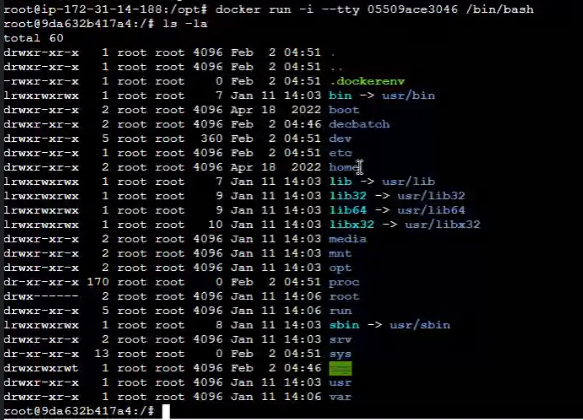 root@ip-172-31-14-188:/opt# docker run -i --tty 05509ace3046 /bin/bash
root@9da632b417a4:/# ls -la
total 60
drwxr-xr-x   1 root root 4096 Feb  2 04:51 .
drwxr-xr-x   1 root root 4096 Feb  2 04:51 ..
-rwxr-xr-x   1 root root    0 Feb  2 04:51 .dockerenv
lrwxrwxrwx   1 root root    7 Jan 11 14:03 bin -> usr/bin
drwxr-xr-x   2 root root 4096 Apr 18  2022 boot
drwxr-xr-x   2 root root 4096 Feb  2 04:46 decbatch
drwxr-xr-x   5 root root  360 Feb  2 04:51 dev
drwxr-xr-x   1 root root 4096 Feb  2 04:51 etc
drwxr-xr-x   2 root root 4096 Apr 18  2022 home
lrwxrwxrwx   1 root root    7 Jan 11 14:03 lib -> usr/lib
lrwxrwxrwx   1 root root    9 Jan 11 14:03 lib32 -> usr/lib32
lrwxrwxrwx   1 root root    9 Jan 11 14:03 lib64 -> usr/lib64
lrwxrwxrwx   1 root root   10 Jan 11 14:03 libx32 -> usr/libx32
drwxr-xr-x   2 root root 4096 Jan 11 14:03 media
drwxr-xr-x   2 root root 4096 Jan 11 14:03 mnt
drwxr-xr-x   2 root root 4096 Jan 11 14:03 opt
dr-xr-xr-x 170 root root    0 Feb  2 04:51 proc
drwx------   2 root root 4096 Jan 11 14:06 root
drwxr-xr-x   5 root root 4096 Jan 11 14:06 run
lrwxrwxrwx   1 root root    8 Jan 11 14:03 sbin -> usr/sbin
drwxr-xr-x   2 root root 4096 Jan 11 14:03 srv
dr-xr-xr-x  13 root root    0 Feb  2 04:51 sys
drwxrwxrwt   1 root root 4096 Feb  2 04:46
drwxr-xr-x   1 root root 4096 Jan 11 14:03 usr
drwxr-xr-x   1 root root 4096 Jan 11 14:06 var
root@9da632b417a4:/#